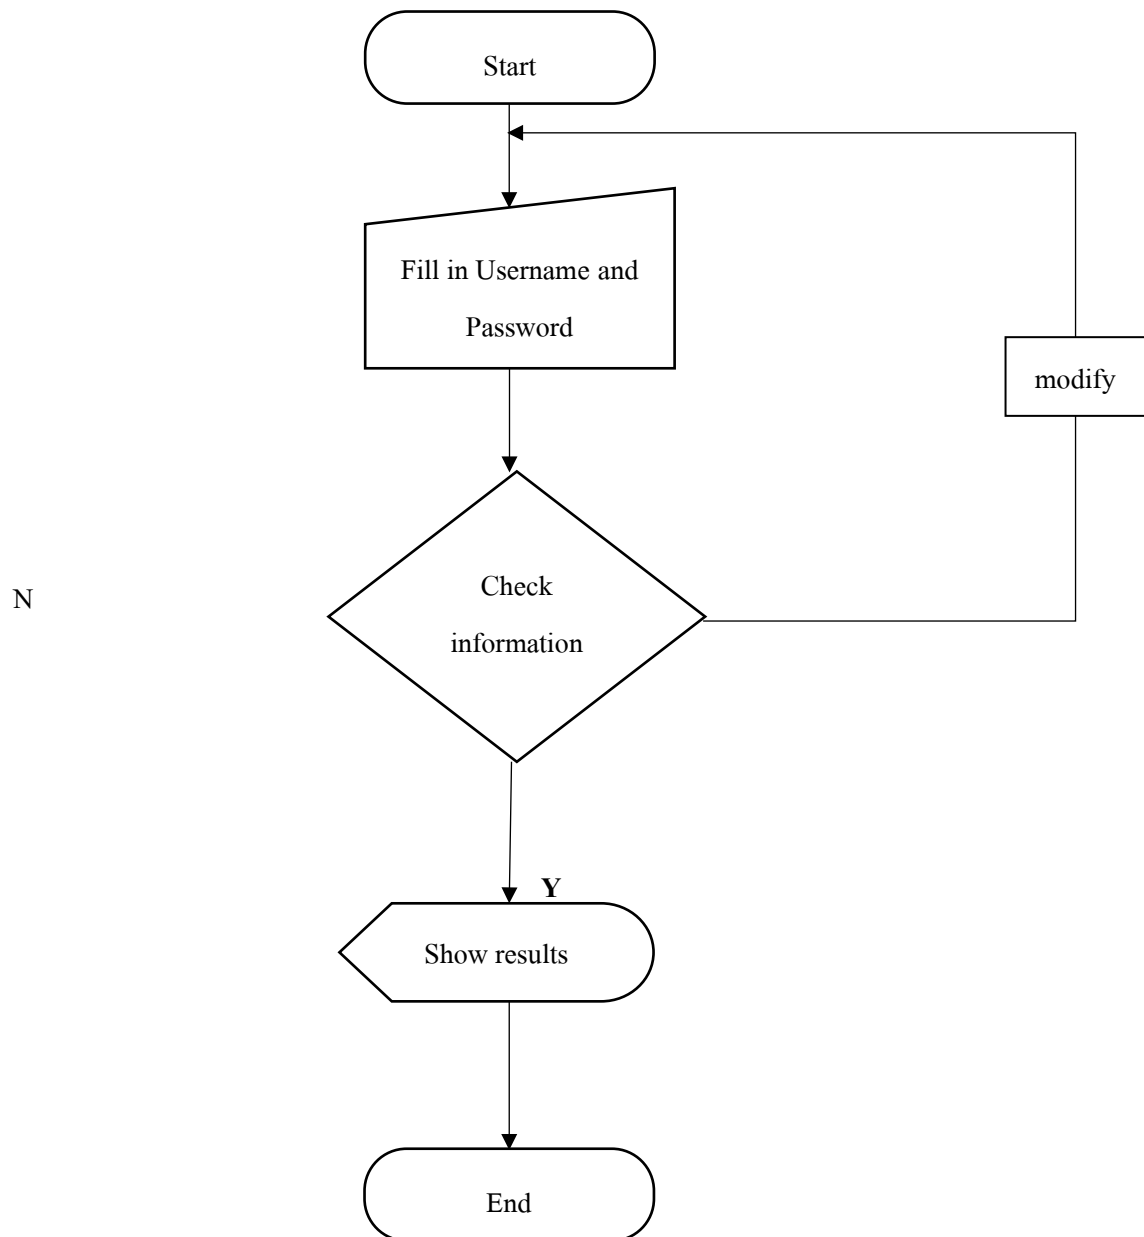 Start
Fill in Username and
Password
modify
Check
information
N
Y
Show results
End